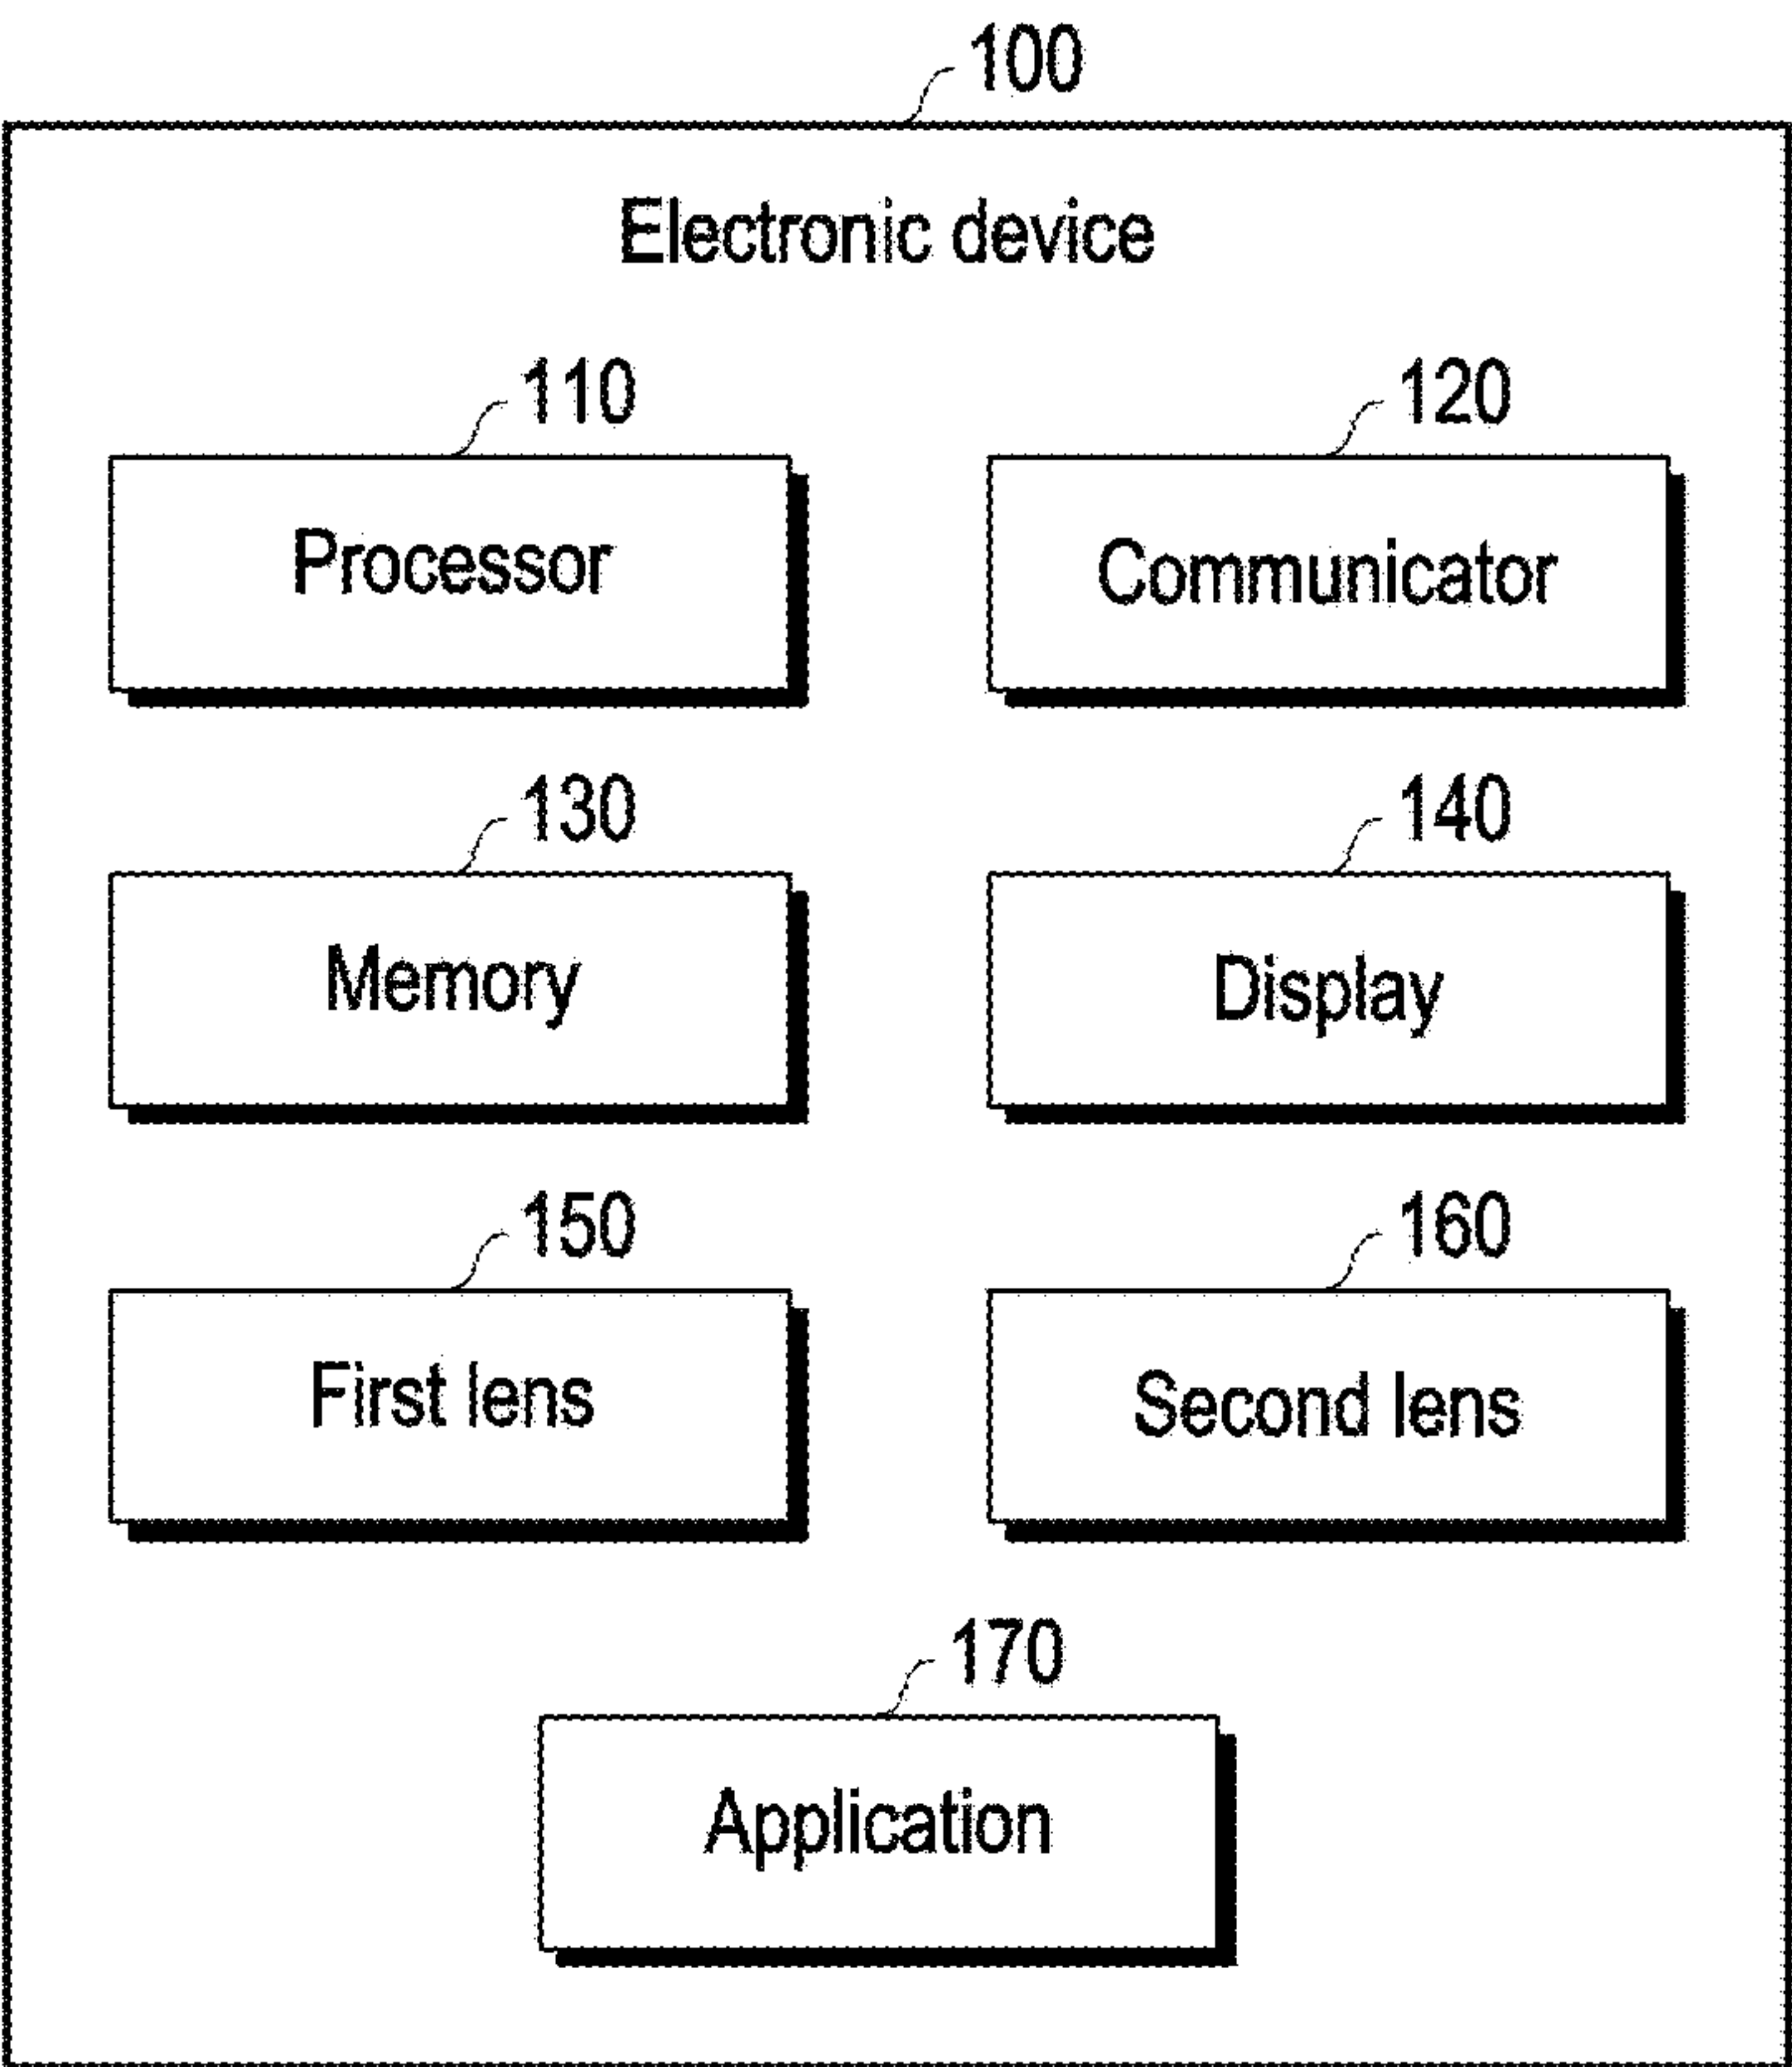 100
Electronic device
110
120
Processor
Communicator
130
140
Memory
Display
150
160
First lens
Second lens
170
Application